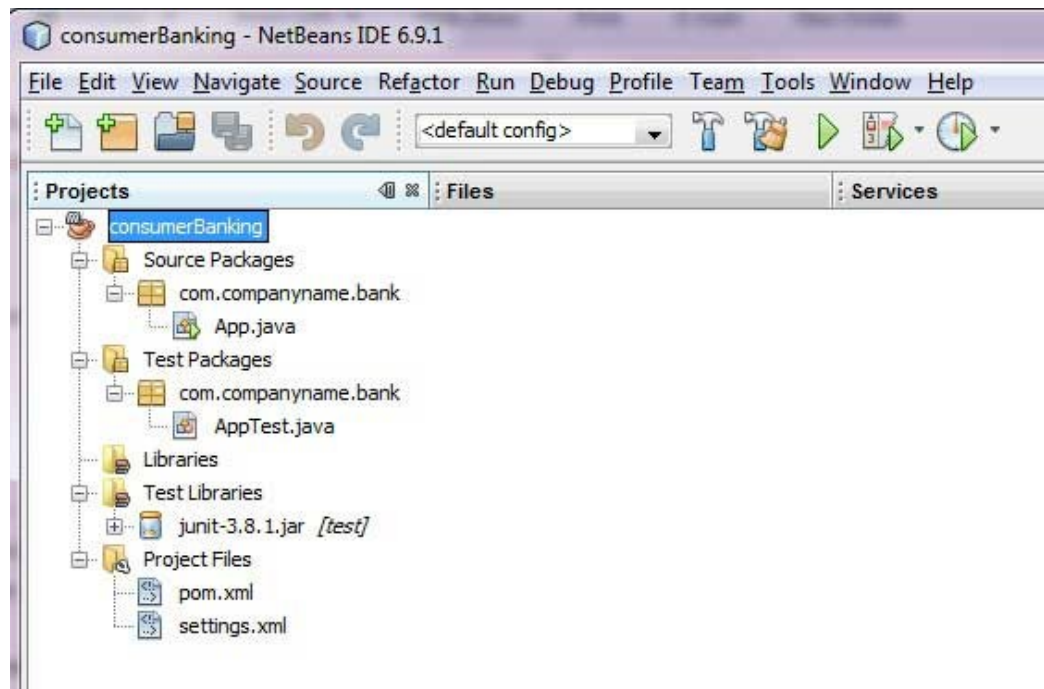 consumerBanking - NetBeans IDE 6.9.1
File Edit View Navigate Source Refactor Run Debug Profile Team Tools Window Help
<default config>
Projects Files Services
consumerBanking
Source Packages
com.companyname.bank
App.java
Test Packages
com.companyname.bank
AppTest.java
Libraries
Test Libraries
junit-3.8.1.jar [test]
Project Files
pom.xml
settings.xml